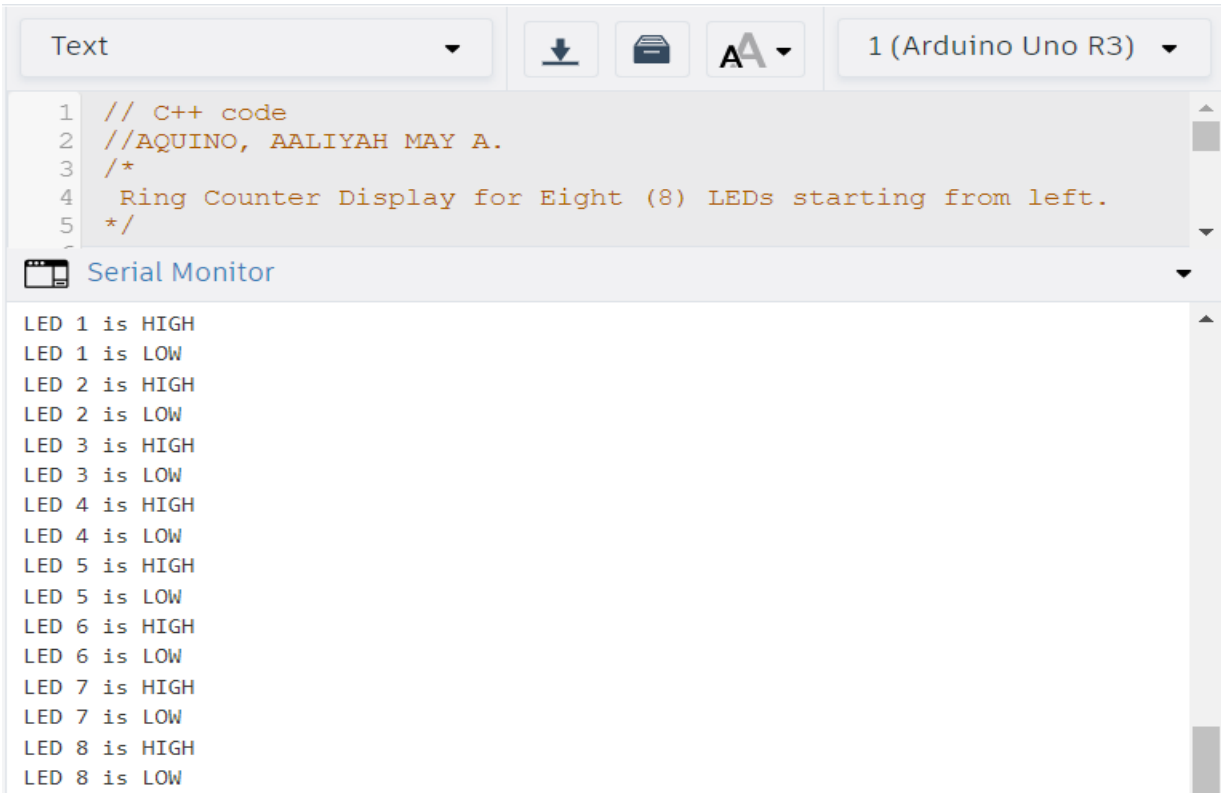 Text
AA
1 (Arduino Uno R3)
1 // C++ code
2 //AQUINO, AALIYAH MAY A.
3 /*
4 Ring Counter Display for Eight (8) LEDs starting from left.
5 */
Serial Monitor
LED 1 is HIGH
LED 1 is LOW
LED 2 is HIGH
LED 2 is LOW
LED 3 is HIGH
LED 3 is LOW
LED 4 is HIGH
LED 4 is LOW
LED 5 is HIGH
LED 5 is LOW
LED 6 is HIGH
LED 6 is LOW
LED 7 is HIGH
LED 7 is LOW
LED 8 is HIGH
LED 8 is LOW